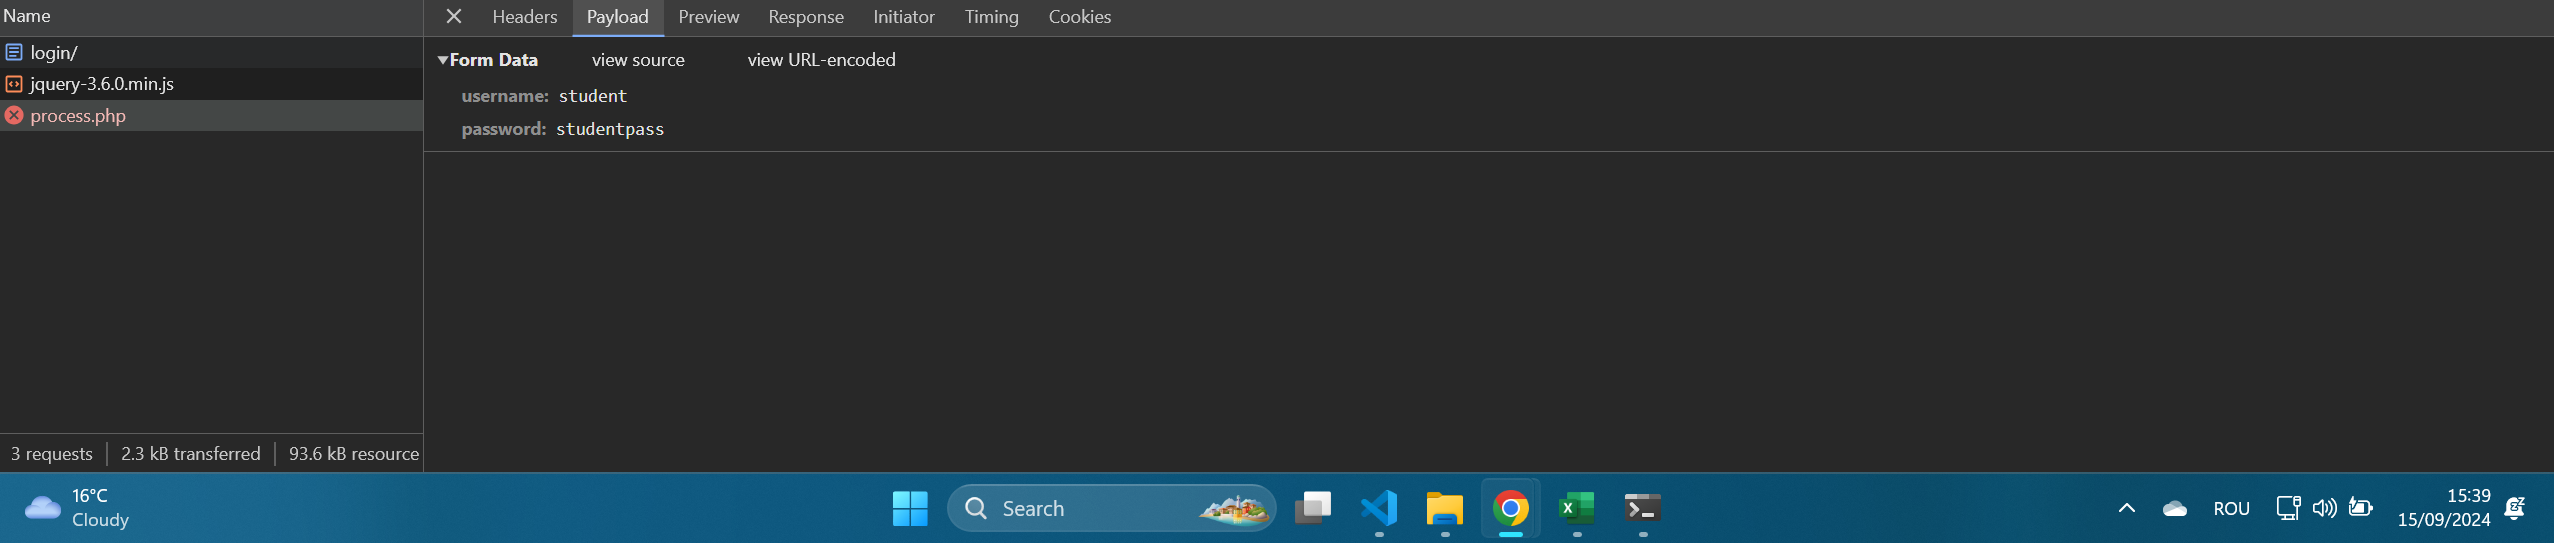 Name
Headers Payload Preview Response Initiator Timing Cookies
login/
jquery-3.6.0.min.js
process.php
Form Data view source view URL-encoded
username: student
password: studentpass
3 requests 2.3 kB transferred 93.6 kB resource
16°C
Cloudy
Search
ROU
15:39
15/09/2024